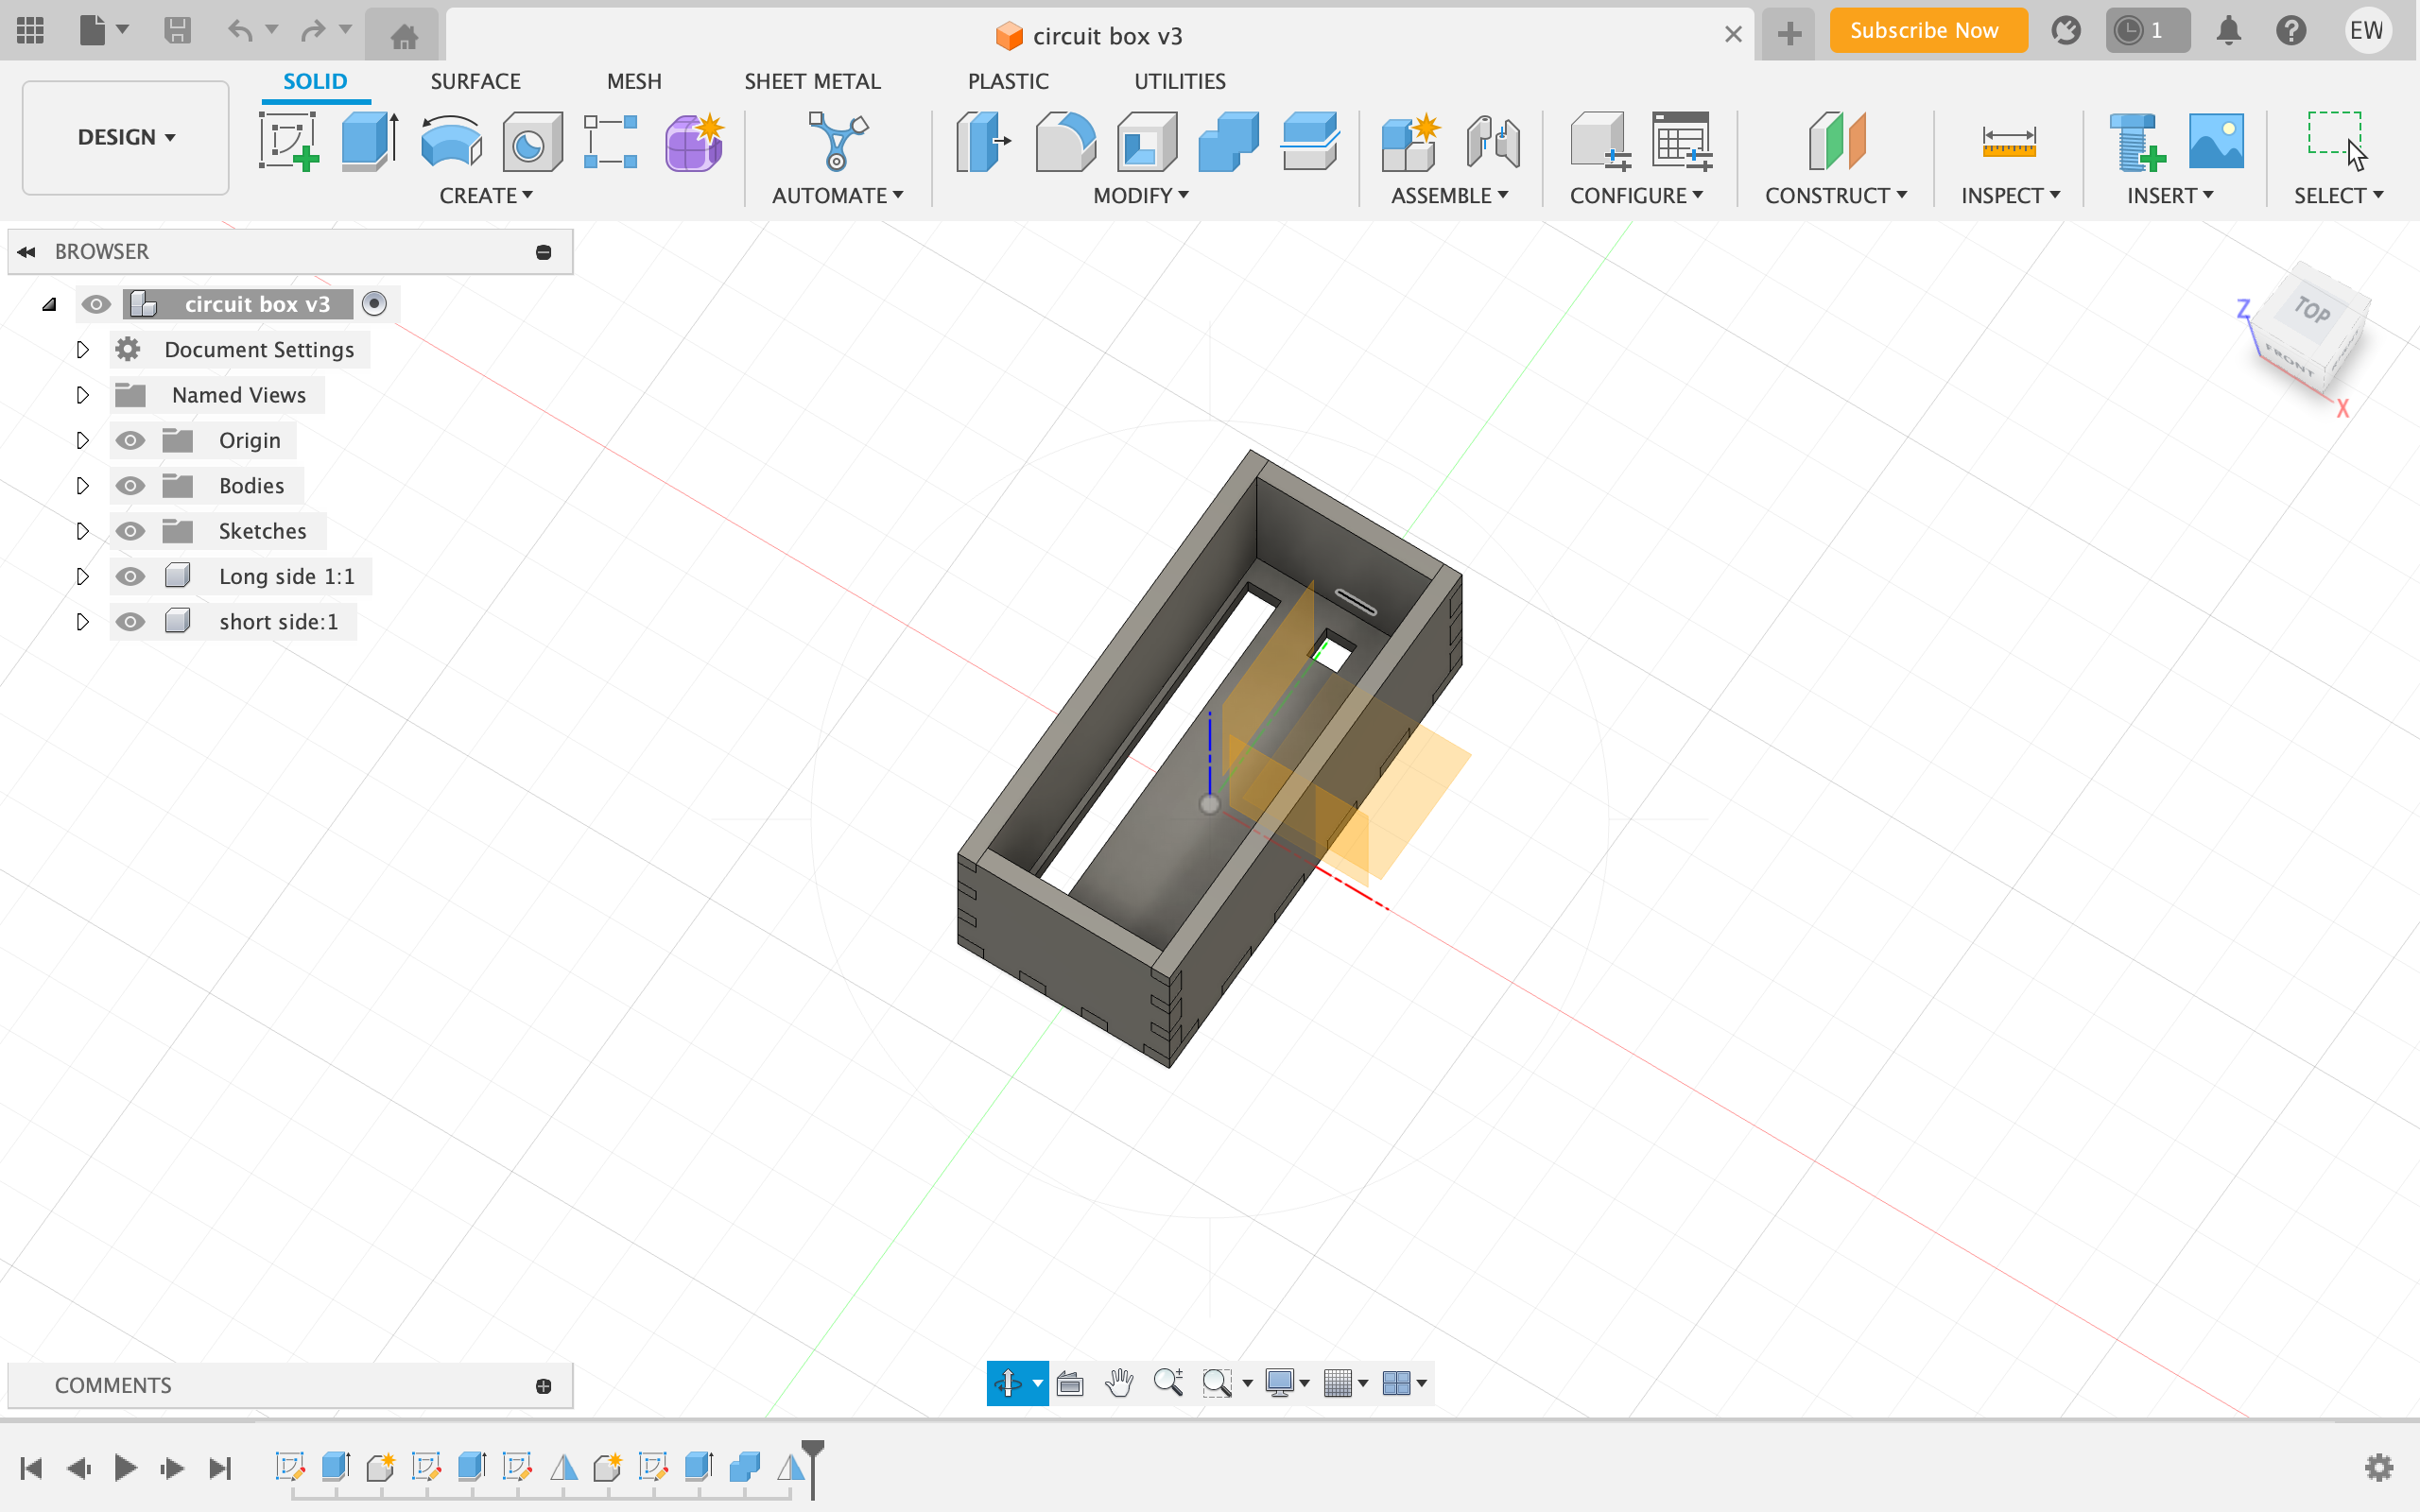 circuit box v3
Subscribe Now
1
EW
DESIGN
SOLID
SURFACE
MESH
SHEET METAL
PLASTIC
UTILITIES
CREATE
AUTOMATE
MODIFY
ASSEMBLE
CONFIGURE
CONSTRUCT
INSPECT
INSERT
SELECT
BROWSER
circuit box v3
Document Settings
Named Views
Origin
Bodies
Sketches
Long side 1:1
short side:1
Z
TOP
FRONT
X
COMMENTS